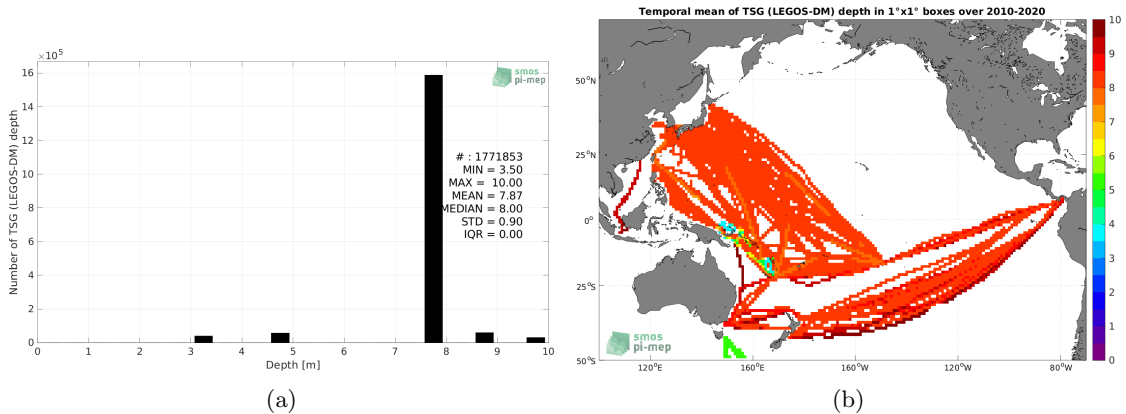 ×10⁵
16
14
12
10
8
6
4
2
0
Number of TSG (LEGOS-DM) depth
smos
pi-mep
# : 1771853
MIN = 3.50
MAX = 10.00
MEAN = 7.87
MEDIAN = 8.00
STD = 0.90
IQR = 0.00
0 1 2 3 4 5 6 7 8 9 10
Depth [m]
(a)
Temporal mean of TSG (LEGOS-DM) depth in 1°x1° boxes over 2010-2020
50°N
25°N
0°
25°S
50°S
120°E 160°E 160°W 120°W 80°W
smos
pi-mep
10
9
8
7
6
5
4
3
2
1
0
(b)